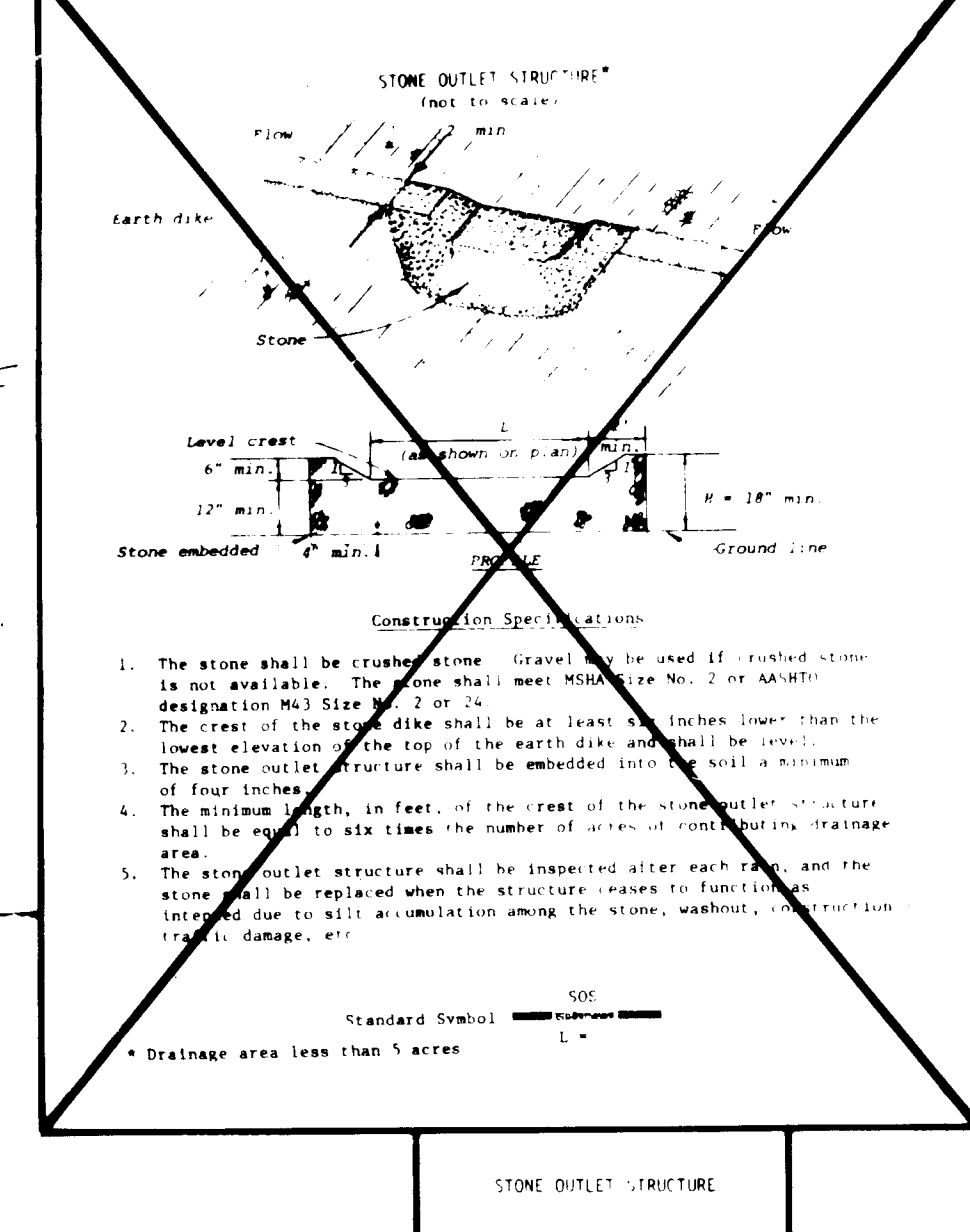 STONE OUTLET STRUCTURE*
(not to scale)
Flow
2' min
Earth dike
Flow
Stone
L
Level crest
(as shown on plan)
min.
6" min.
1
1
3
3
12" min.
H = 18" min.
Stone embedded
4" min.
Ground line
PROFILE
Construction Specifications
1. The stone shall be crushed stone Gravel may be used if crushed stone
is not available. The stone shall meet MSHA Size No. 2 or AASHTO
designation M43 Size No. 2 or 24.
2. The crest of the stone dike shall be at least six inches lower than the
lowest elevation of the top of the earth dike and shall be level.
3. The stone outlet structure shall be embedded into the soil a minimum
of four inches.
4. The minimum length, in feet, of the crest of the stone outlet structure
shall be equal to six times the number of acres of contributing drainage
area.
5. The stone outlet structure shall be inspected after each rain, and the
stone shall be replaced when the structure ceases to function as
intended due to silt accumulation among the stone, washout, construction
traffic damage, etc
SOS
Standard Symbol
L =
* Drainage area less than 5 acres
STONE OUTLET STRUCTURE